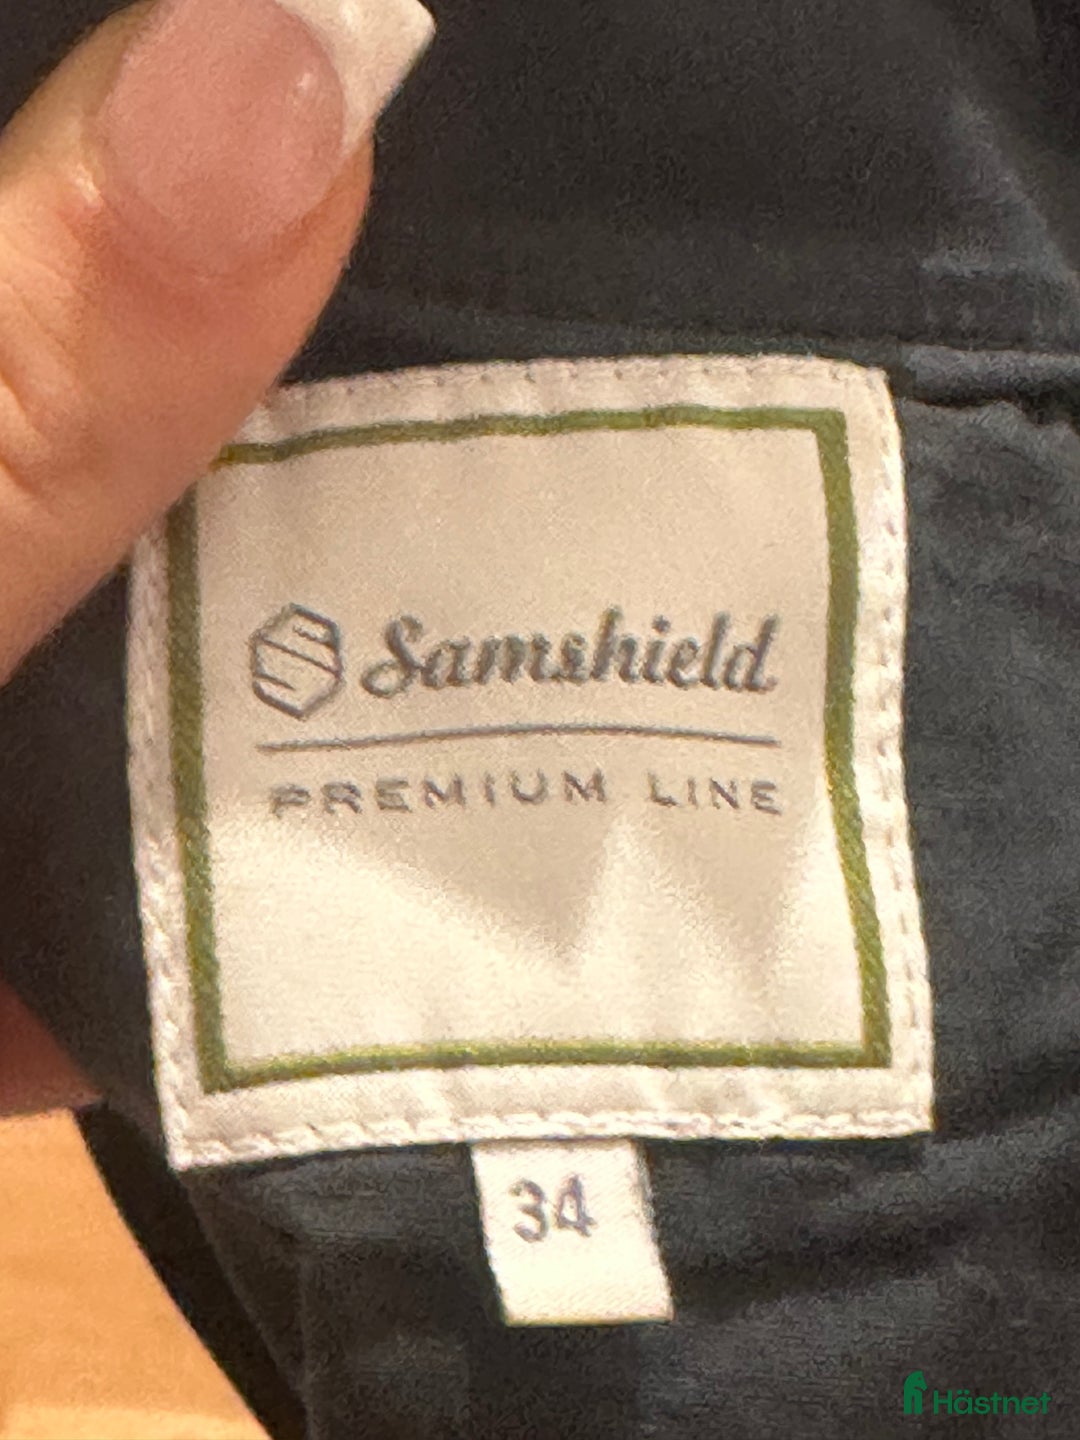 Samshield
PREMIUM LINE
34
Hästnet